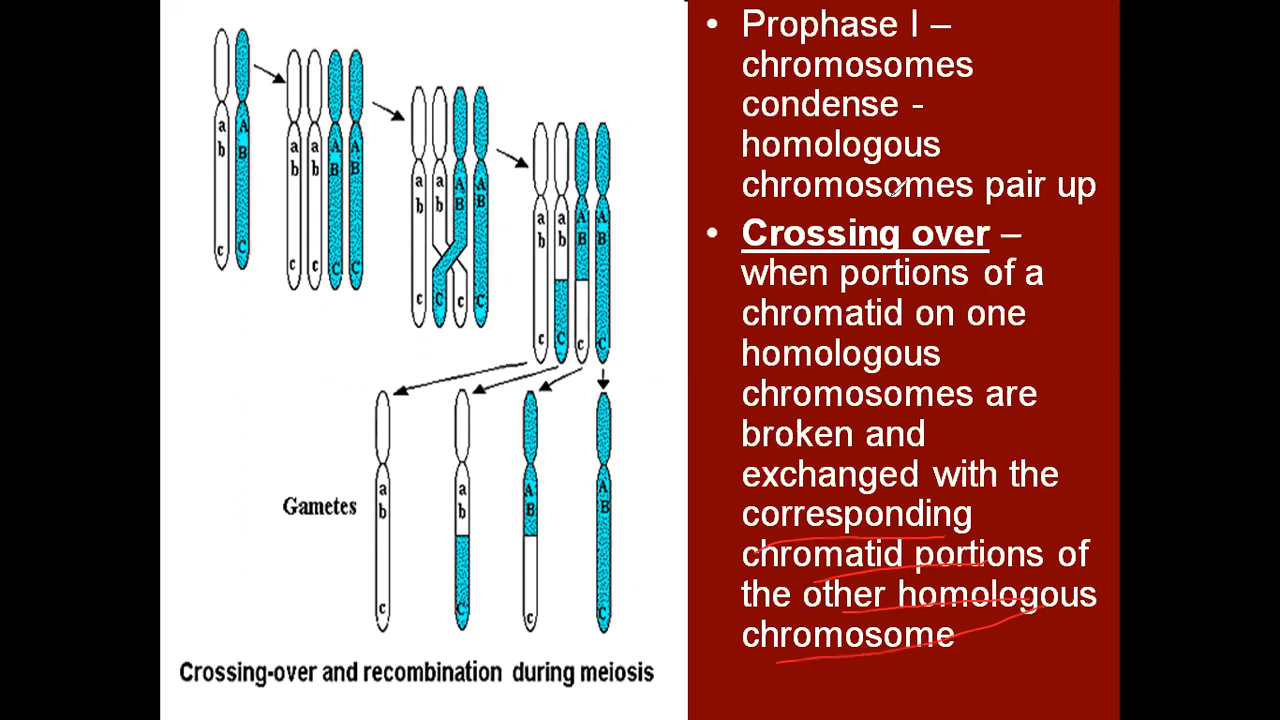 a A
b B
c C
a a A A
b b B B
c c C C
a a A A
b b B B
c C c C
a a A A
b b B B
c C c C
Gametes
a a A A
b b B B
c C c C
Crossing-over and recombination during meiosis
• Prophase I –
chromosomes
condense -
homologous
chromosomes pair up
• Crossing over –
when portions of a
chromatid on one
homologous
chromosomes are
broken and
exchanged with the
corresponding
chromatid portions of
the other homologous
chromosome